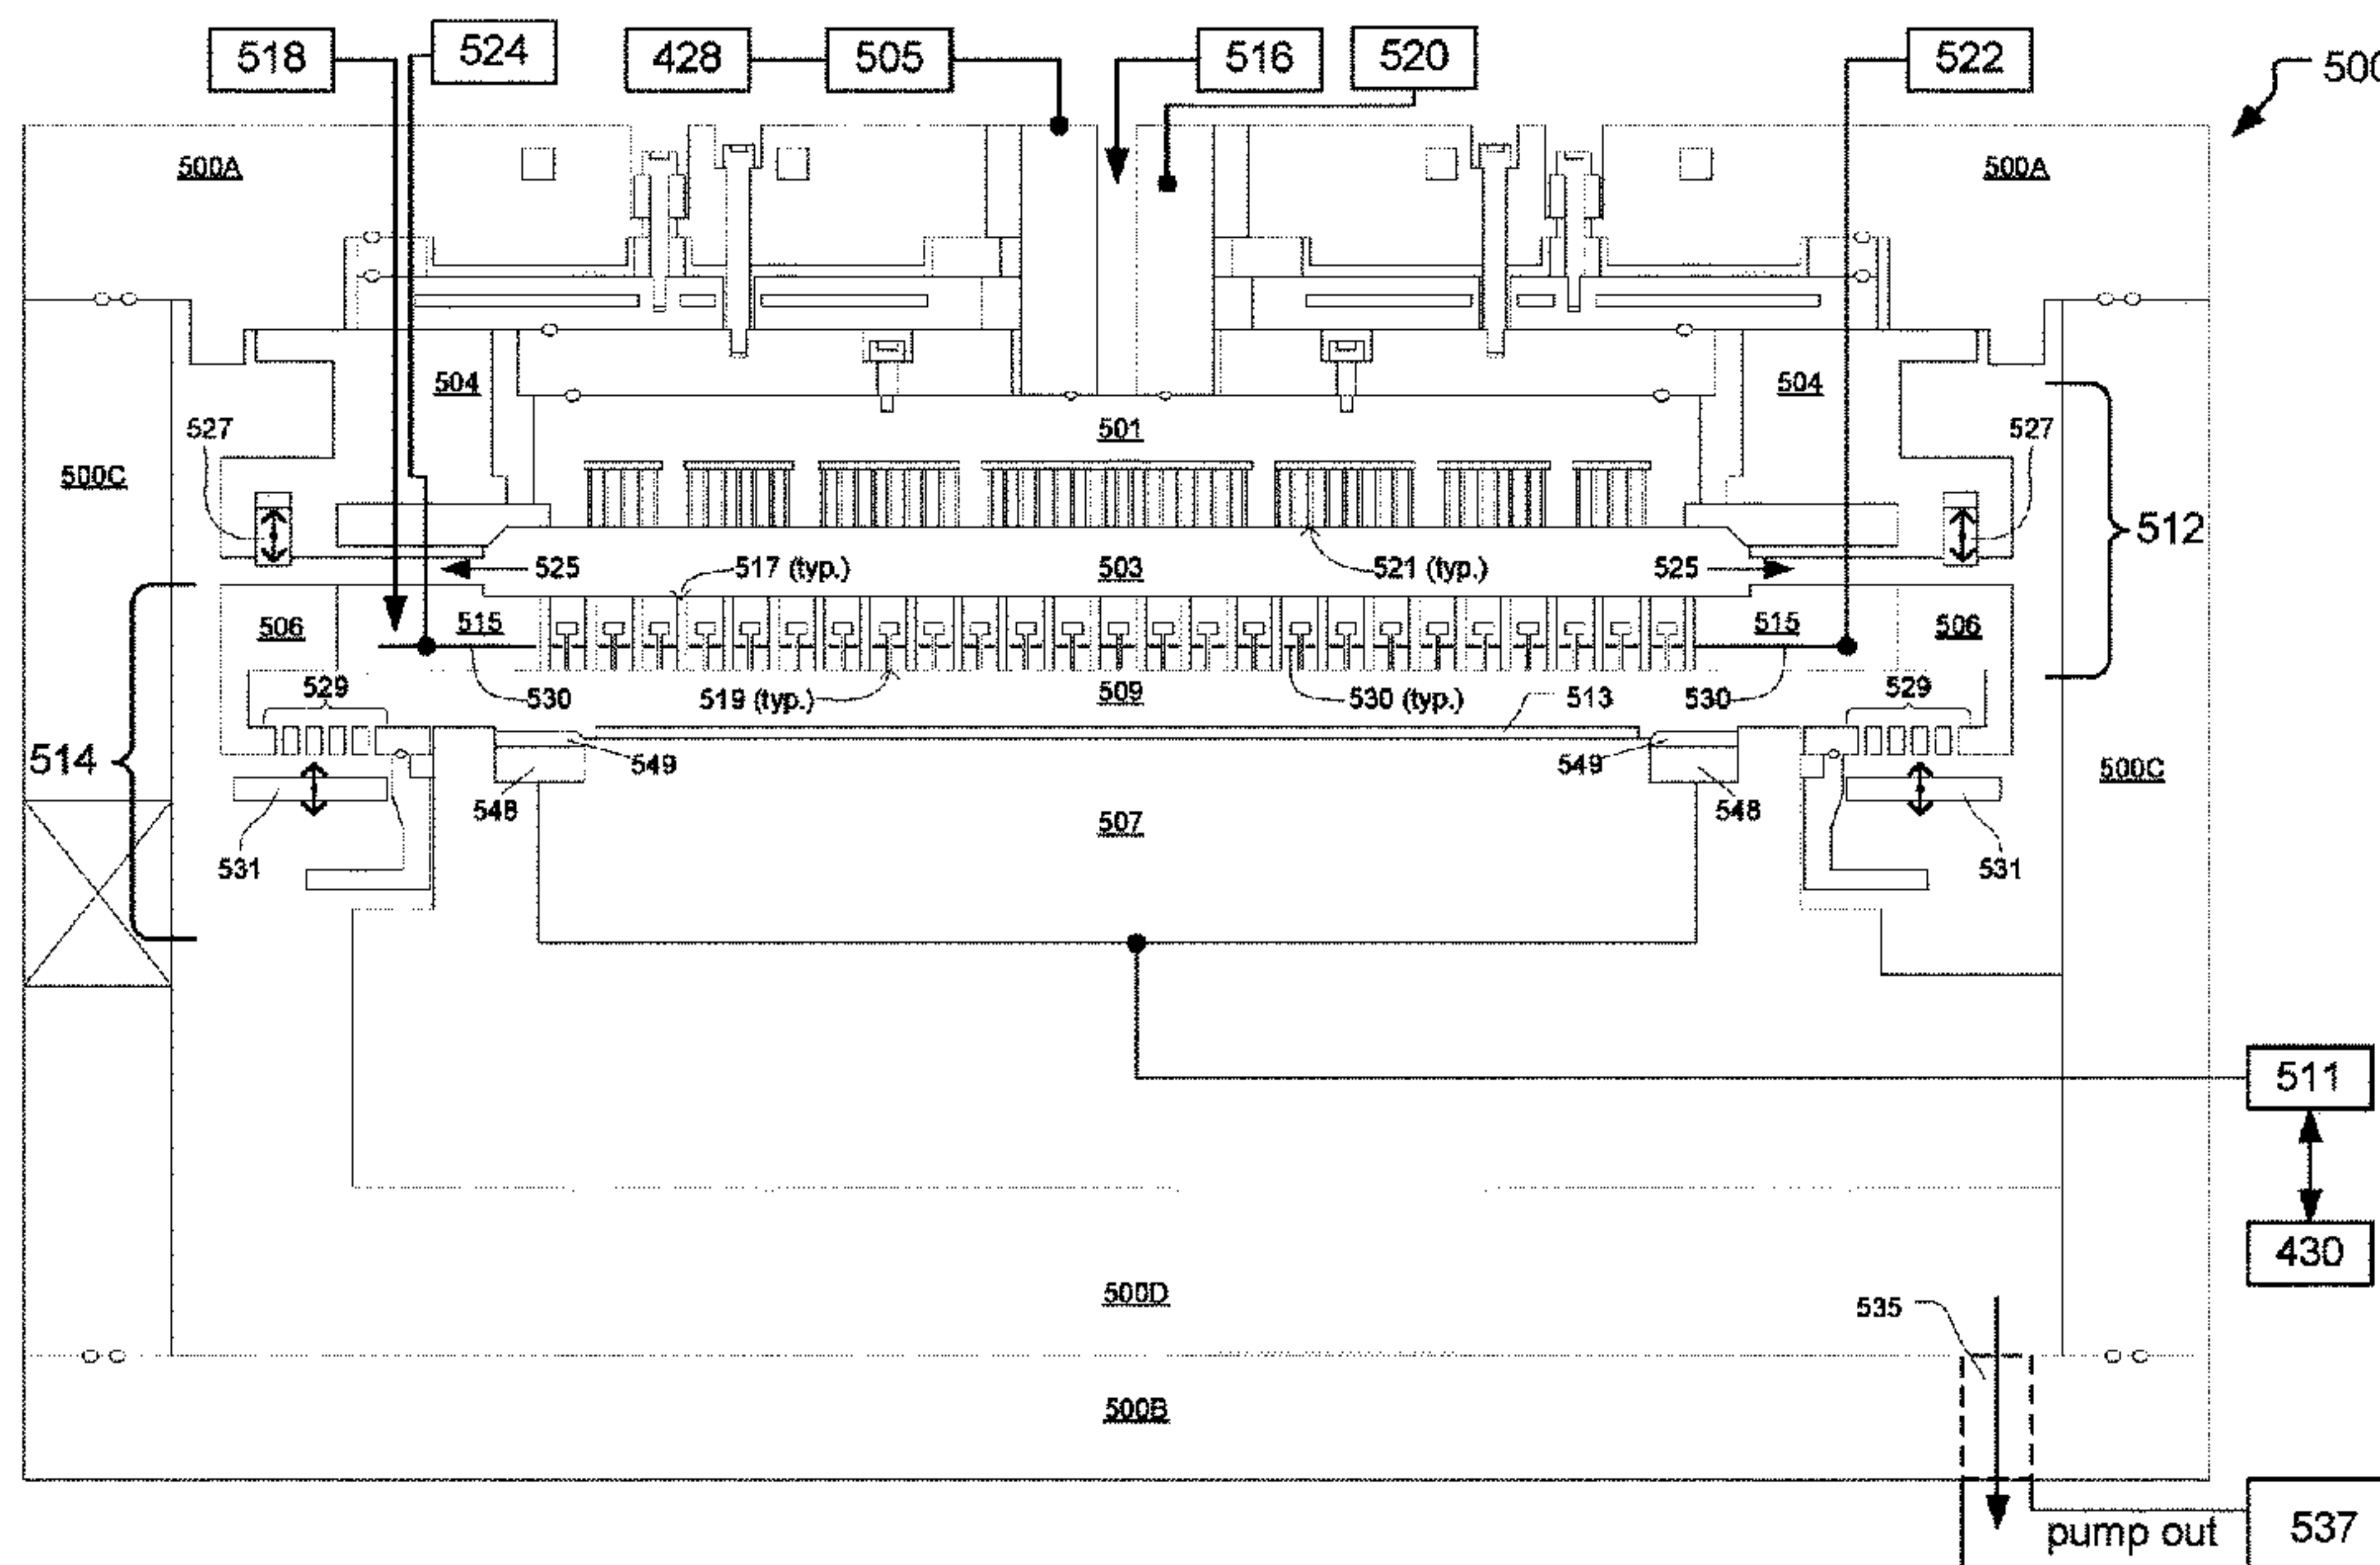 518 524 428 505 516 520 522
500
500A 500A
504 504
512
527 501 527
500C
525 517 (typ.) 503 521 (typ.) 525
506 515 515 506
529 530 519 (typ.) 509 530 (typ.) 513 530 529
514 549 549 500C
548 507 548
531 531
511
430
500D 535
500B
pump out 537